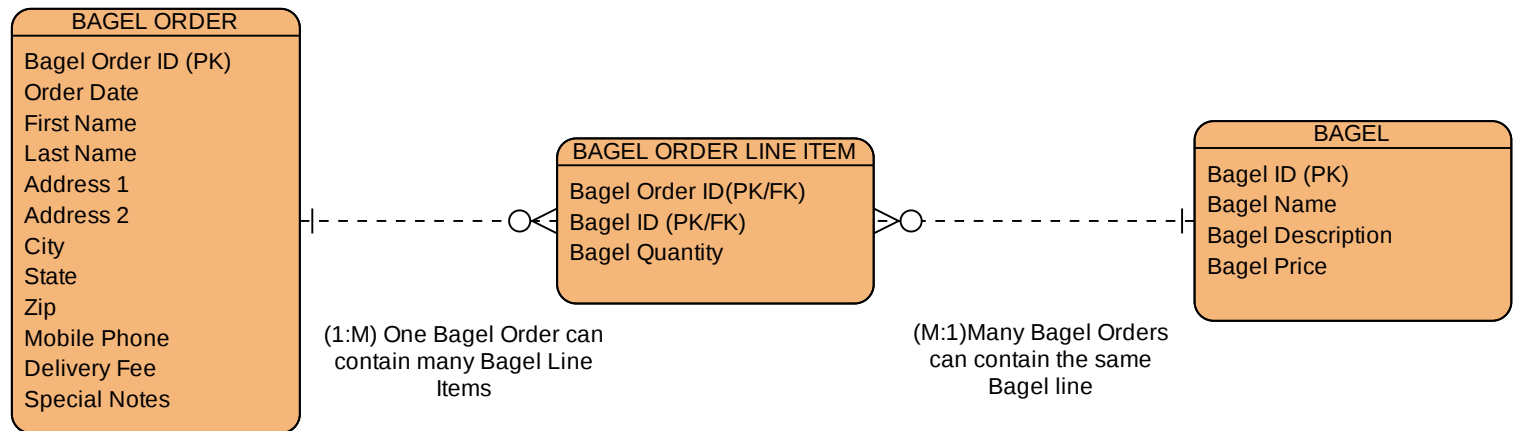 BAGEL ORDER
Bagel Order ID (PK)
Order Date
First Name
Last Name
Address 1
Address 2
City
State
Zip
Mobile Phone
Delivery Fee
Special Notes
(1:M) One Bagel Order can
contain many Bagel Line
Items
BAGEL ORDER LINE ITEM
Bagel Order ID(PK/FK)
Bagel ID (PK/FK)
Bagel Quantity
(M:1)Many Bagel Orders
can contain the same
Bagel line
BAGEL
Bagel ID (PK)
Bagel Name
Bagel Description
Bagel Price